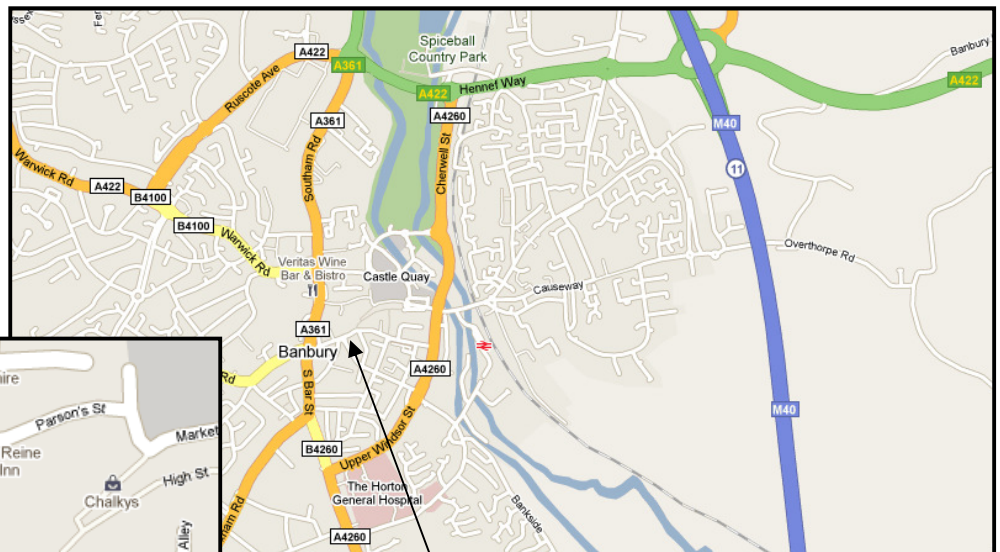 Spiceball
Country Park
A422
A361
Ruscote Ave
A422
Hennef Way
Banbury
A422
A361
A4260
M40
Southam Rd
Cherwell St
Warwick Rd
A422
B4100
11
B4100
Warwick Rd
Overthorpe Rd
Veritas Wine
Bar & Bistro
Castle Quay
Causeway
A361
Banbury
A4260
Rd
S Bar St
M40
B4260
Upper Windsor St
The Horton
General Hospital
Bankside
A4260
Parson's St
Market
Reine
Inn
High St
Chalkys
Alley